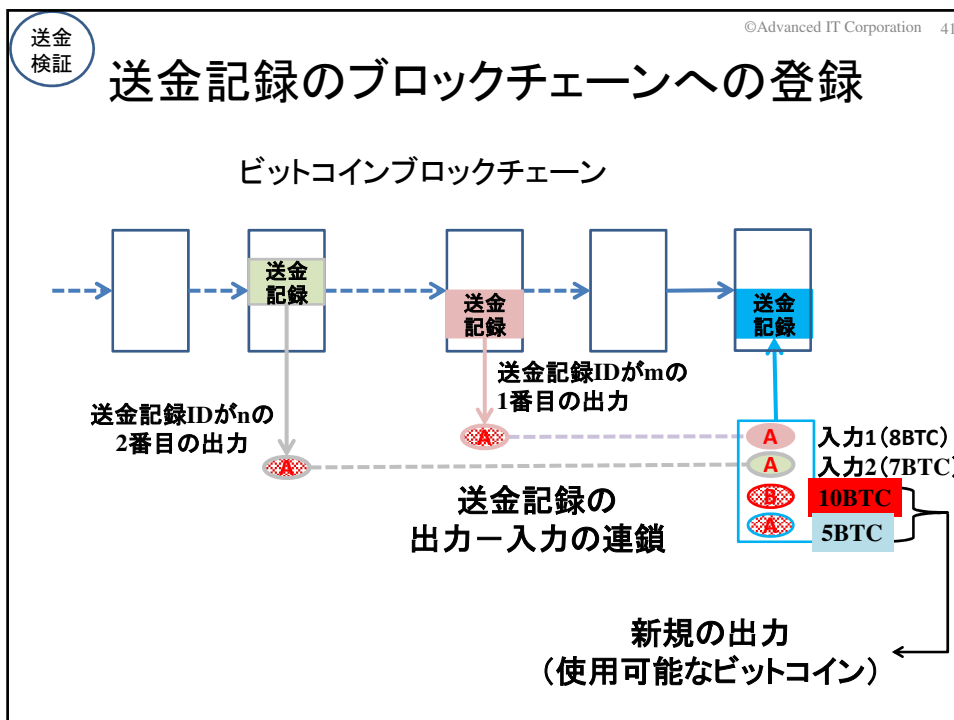 ©Advanced IT Corporation 41
送金
検証
送金記録のブロックチェーンへの登録
ビットコインブロックチェーン
送金
記録
送金
記録
送金
記録
送金記録IDがmの
1番目の出力
送金記録IDがnの
2番目の出力
A
A
A
入力1(8BTC)
A
入力2(7BTC)
B
10BTC
A
5BTC
送金記録の
出力－入力の連鎖
新規の出力
(使用可能なビットコイン)